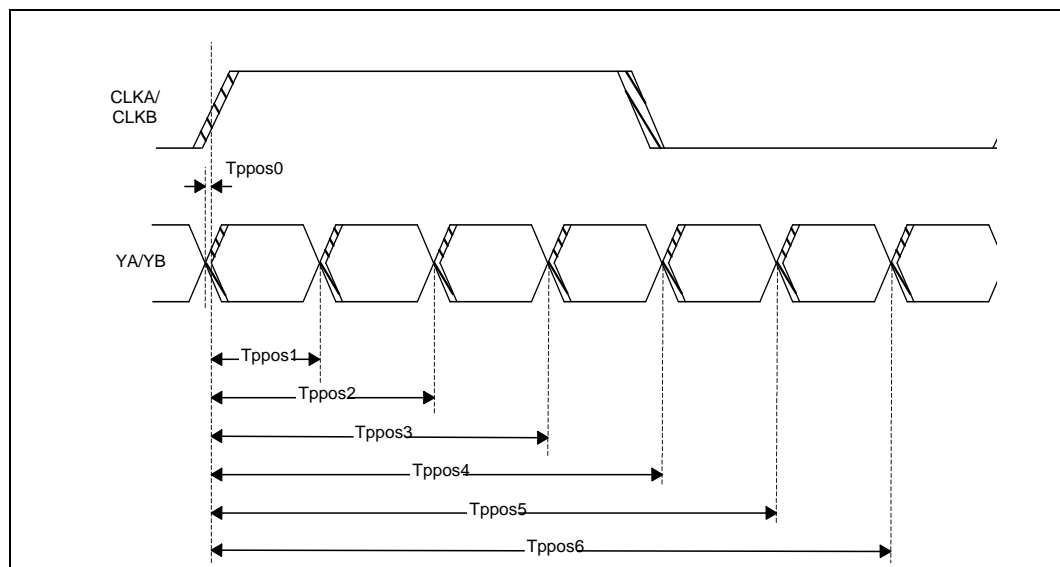 CLKA/
CLKB
Tppos0
YA/YB
Tppos1
Tppos2
Tppos3
Tppos4
Tppos5
Tppos6